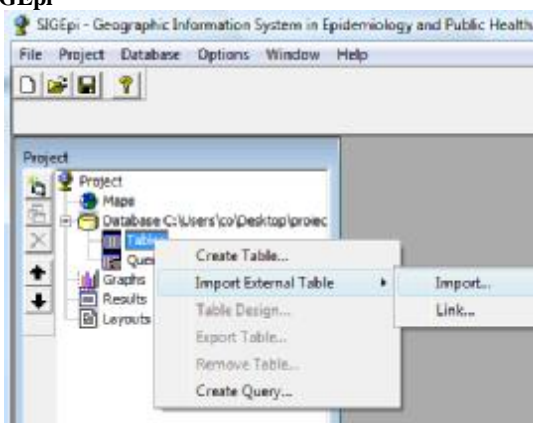 SIGEpi - Geographic Information System in Epidemiology and Public Health
File Project Database Options Window Help
Project
Project
Maps
Database C:\Users\co\Desktop\proiec
Tables
Create Table...
Import External Table
Import...
Graphs
Results
Table Design...
Link...
Layouts
Export Table...
Remove Table...
Create Query...